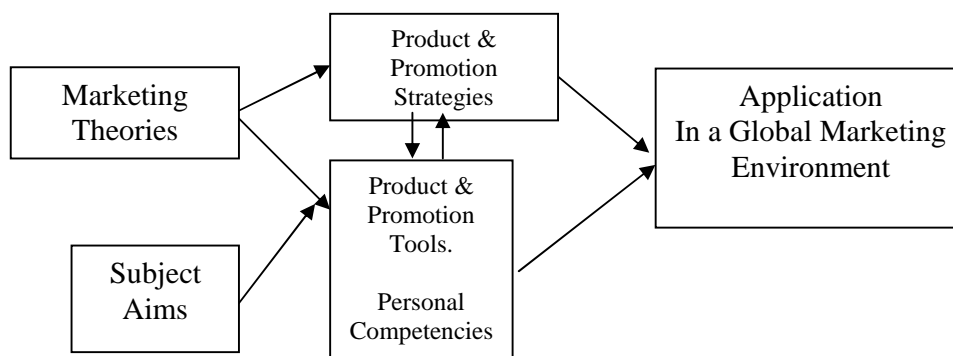 Marketing
Theories
Subject
Aims
Product &
Promotion
Strategies
Product &
Promotion
Tools.
Personal
Competencies
Application
In a Global Marketing
Environment